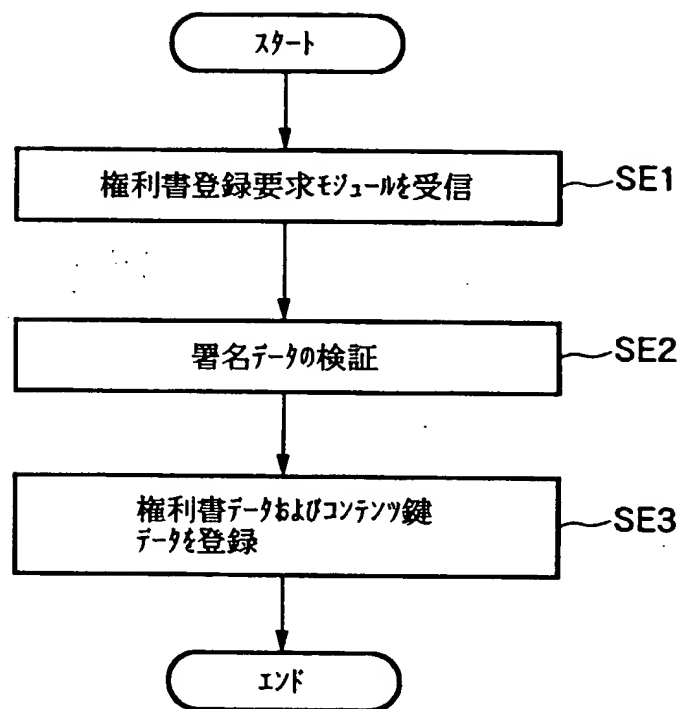 スタート
権利書登録要求モジュールを受信
SE1
署名データの検証
SE2
権利書データおよびコンテンツ鍵
データを登録
SE3
エンド